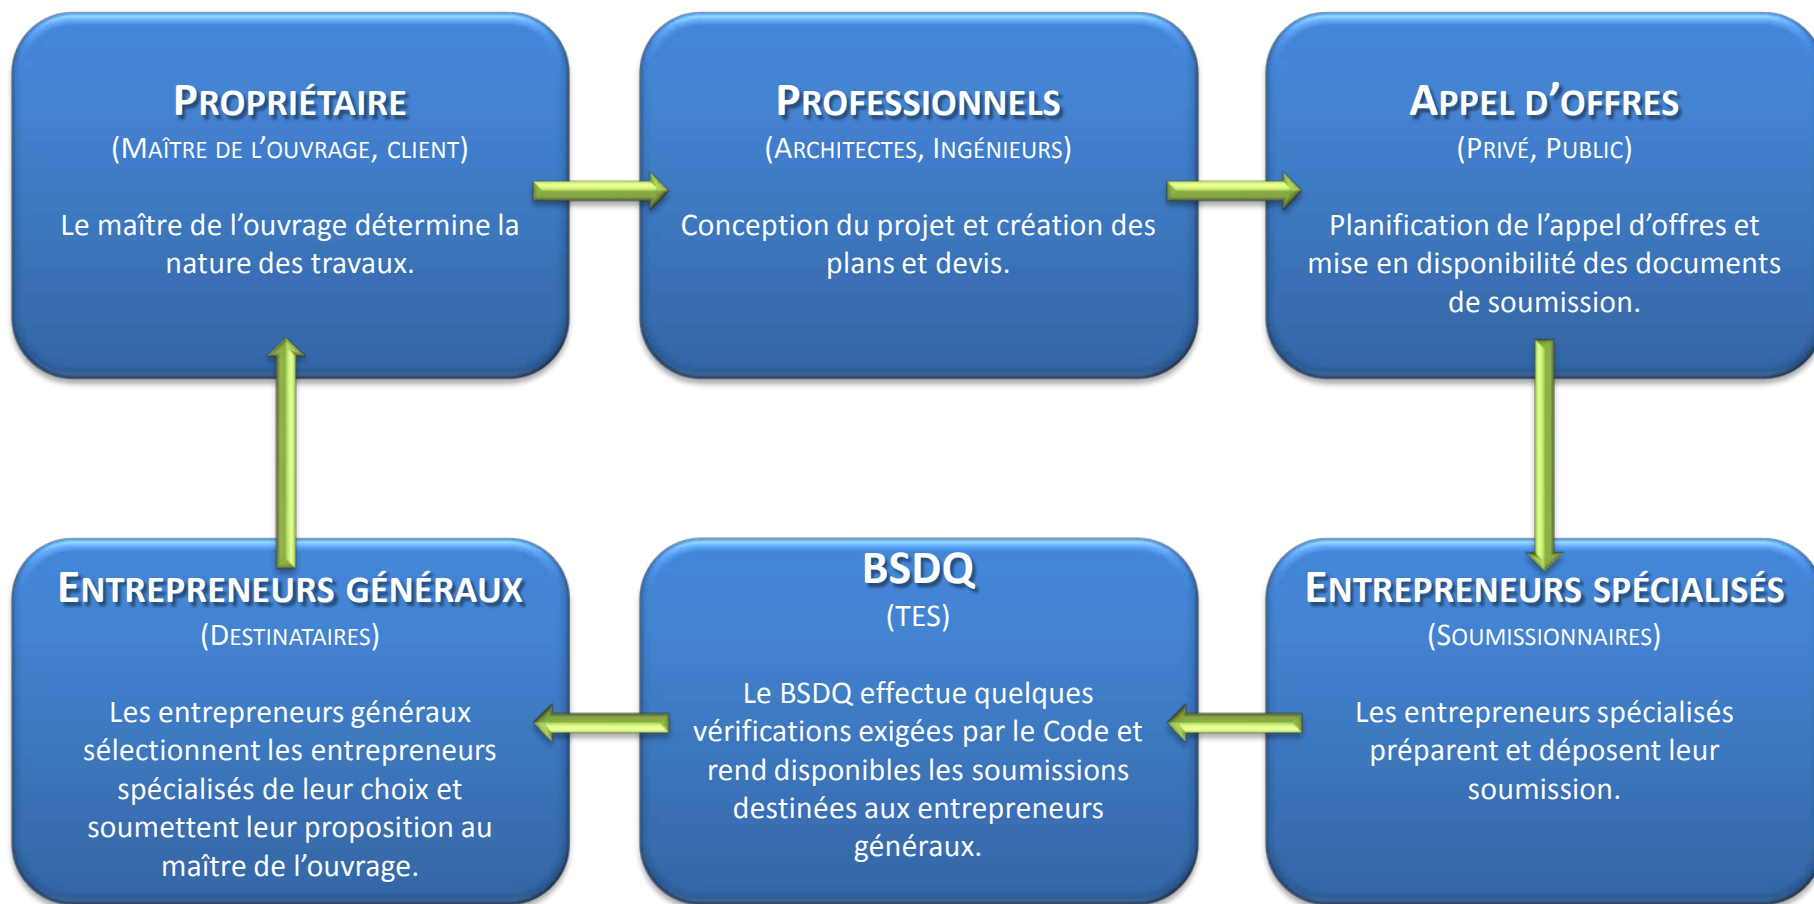 PROPRIÉTAIRE
(MAÎTRE DE L’OUVRAGE, CLIENT)
Le maître de l’ouvrage détermine la
nature des travaux.
PROFESSIONNELS
(ARCHITECTES, INGÉNIEURS)
Conception du projet et création des
plans et devis.
APPEL D’OFFRES
(PRIVÉ, PUBLIC)
Planification de l’appel d’offres et
mise en disponibilité des documents
de soumission.
ENTREPRENEURS GÉNÉRAUX
(DESTINATAIRES)
Les entrepreneurs généraux
sélectionnent les entrepreneurs
spécialisés de leur choix et
soumettent leur proposition au
maître de l’ouvrage.
BSDQ
(TES)
Le BSDQ effectue quelques
vérifications exigées par le Code et
rend disponibles les soumissions
destinées aux entrepreneurs
généraux.
ENTREPRENEURS SPÉCIALISÉS
(SOUMISSIONNAIRES)
Les entrepreneurs spécialisés
préparent et déposent leur
soumission.